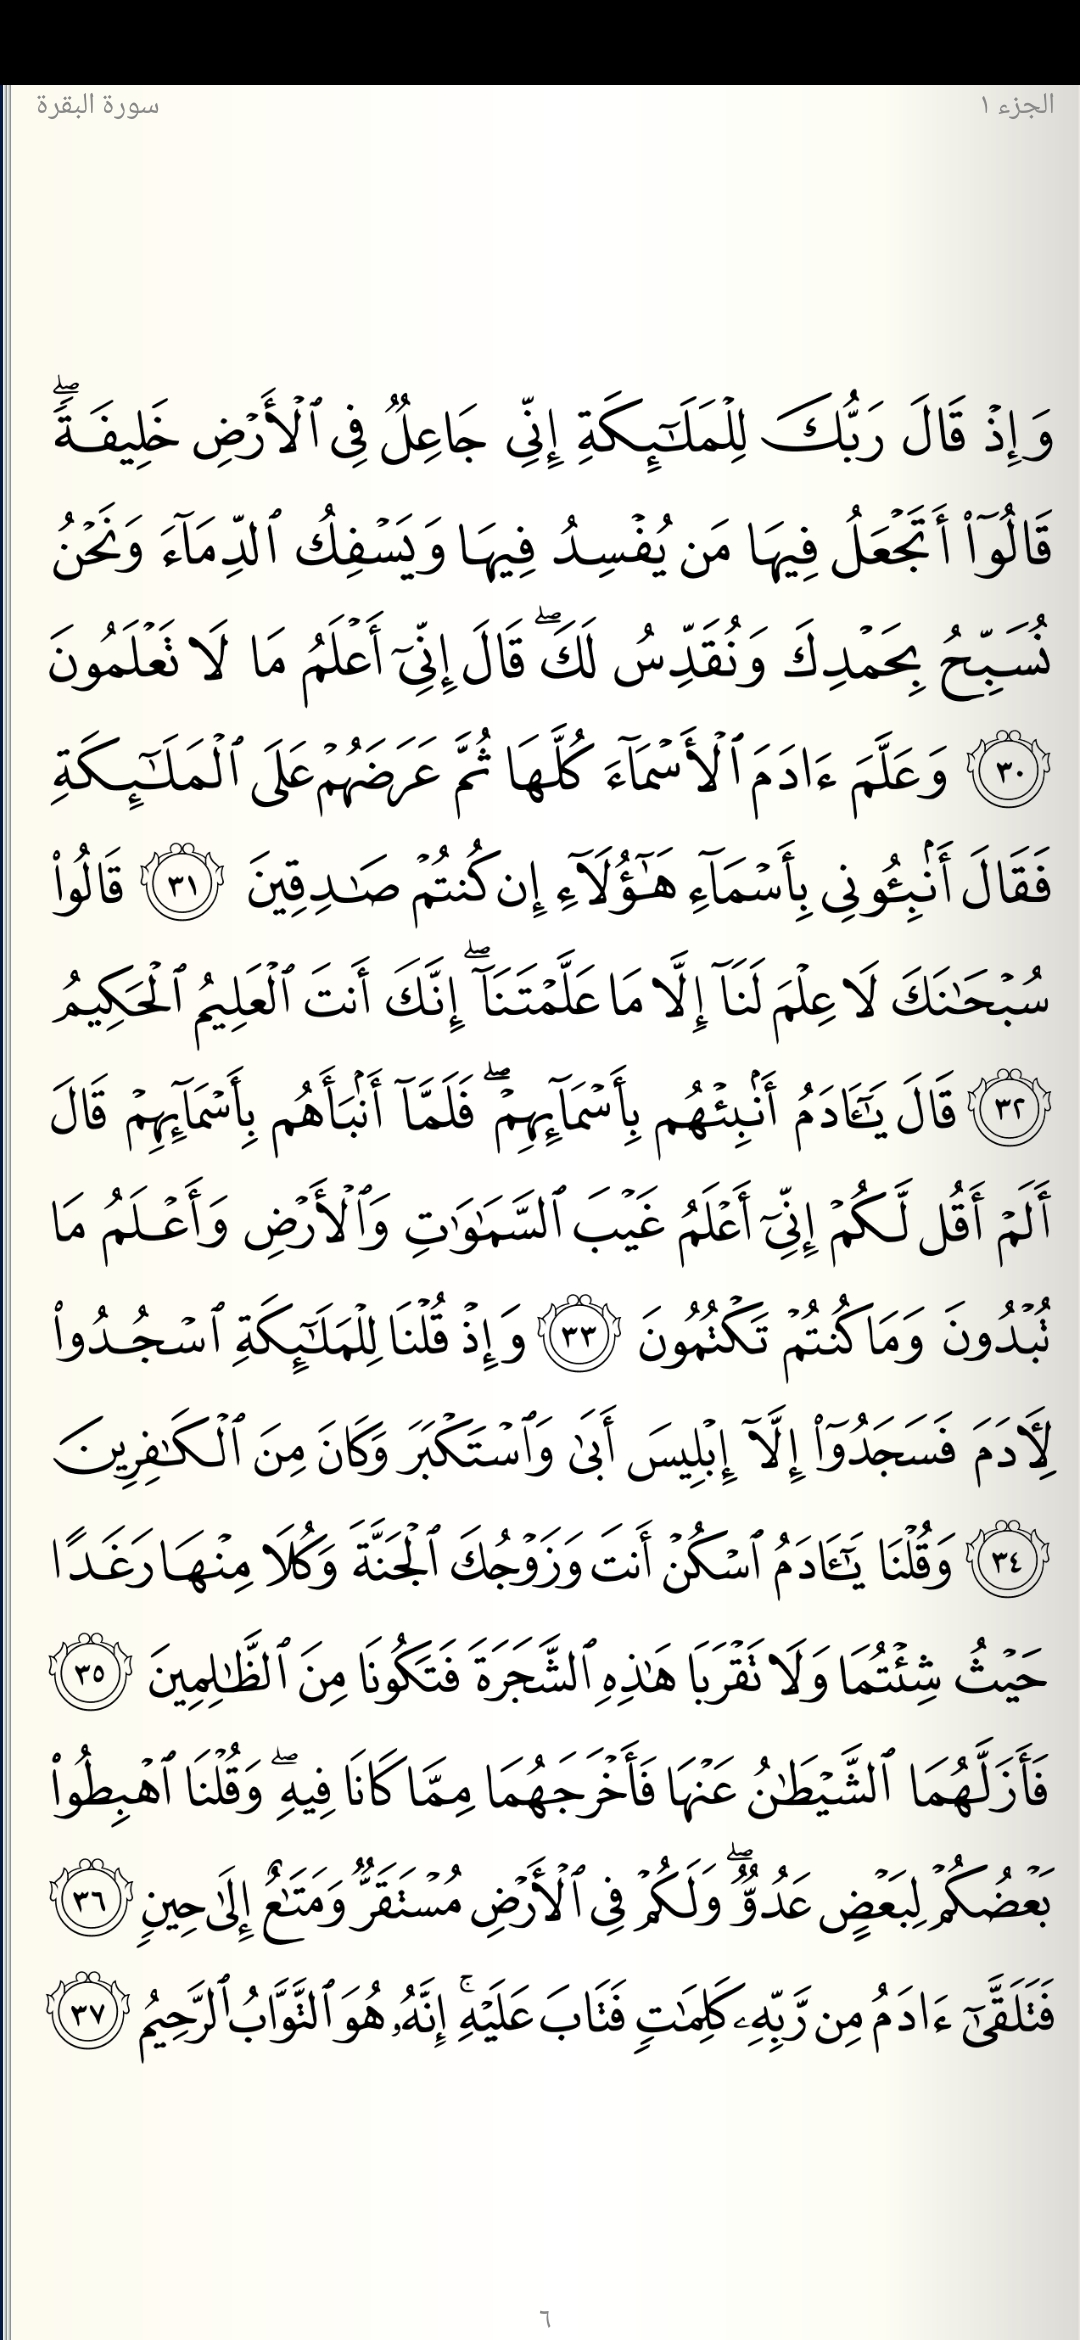 الجزء ١
سورة البقرة
وَإِذۡ قَالَ رَبُّكَ لِلۡمَلَـٰٓئِكَةِ إِنِّي جَاعِلٞ فِي ٱلۡأَرۡضِ خَلِيفَةٗۖ
قَالُوٓاْ أَتَجۡعَلُ فِيهَا مَن يُفۡسِدُ فِيهَا وَيَسۡفِكُ ٱلدِّمَآءَ وَنَحۡنُ
نُسَبِّحُ بِحَمۡدِكَ وَنُقَدِّسُ لَكَۖ قَالَ إِنِّيٓ أَعۡلَمُ مَا لَا تَعۡلَمُونَ
٣٠ وَعَلَّمَ ءَادَمَ ٱلۡأَسۡمَآءَ كُلَّهَا ثُمَّ عَرَضَهُمۡ عَلَى ٱلۡمَلَـٰٓئِكَةِ
فَقَالَ أَنۢبِـُٔونِي بِأَسۡمَآءِ هَـٰٓؤُلَآءِ إِن كُنتُمۡ صَـٰدِقِينَ ٣١ قَالُواْ
سُبۡحَـٰنَكَ لَا عِلۡمَ لَنَآ إِلَّا مَا عَلَّمۡتَنَآۖ إِنَّكَ أَنتَ ٱلۡعَلِيمُ ٱلۡحَكِيمُ
٣٢ قَالَ يَـٰٓـَٔادَمُ أَنۢبِئۡهُم بِأَسۡمَآئِهِمۡۖ فَلَمَّآ أَنۢبَأَهُم بِأَسۡمَآئِهِمۡ قَالَ
أَلَمۡ أَقُل لَّكُمۡ إِنِّيٓ أَعۡلَمُ غَيۡبَ ٱلسَّمَـٰوَٰتِ وَٱلۡأَرۡضِ وَأَعۡلَمُ مَا
تُبۡدُونَ وَمَا كُنتُمۡ تَكۡتُمُونَ ٣٣ وَإِذۡ قُلۡنَا لِلۡمَلَـٰٓئِكَةِ ٱسۡجُدُواْ
لِأٓدَمَ فَسَجَدُوٓاْ إِلَّآ إِبۡلِيسَ أَبَىٰ وَٱسۡتَكۡبَرَ وَكَانَ مِنَ ٱلۡكَـٰفِرِينَ
٣٤ وَقُلۡنَا يَـٰٓـَٔادَمُ ٱسۡكُنۡ أَنتَ وَزَوۡجُكَ ٱلۡجَنَّةَ وَكُلَا مِنۡهَا رَغَدًا
حَيۡثُ شِئۡتُمَا وَلَا تَقۡرَبَا هَـٰذِهِ ٱلشَّجَرَةَ فَتَكُونَا مِنَ ٱلظَّـٰلِمِينَ ٣٥
فَأَزَلَّهُمَا ٱلشَّيۡطَـٰنُ عَنۡهَا فَأَخۡرَجَهُمَا مِمَّا كَانَا فِيهِۖ وَقُلۡنَا ٱهۡبِطُواْ
بَعۡضُكُمۡ لِبَعۡضٍ عَدُوّٞۖ وَلَكُمۡ فِي ٱلۡأَرۡضِ مُسۡتَقَرّٞ وَمَتَـٰعٌ إِلَىٰ حِينٖ ٣٦
فَتَلَقَّىٰٓ ءَادَمُ مِن رَّبِّهِۦ كَلِمَـٰتٖ فَتَابَ عَلَيۡهِۚ إِنَّهُۥ هُوَ ٱلتَّوَّابُ ٱلرَّحِيمُ ٣٧
٦